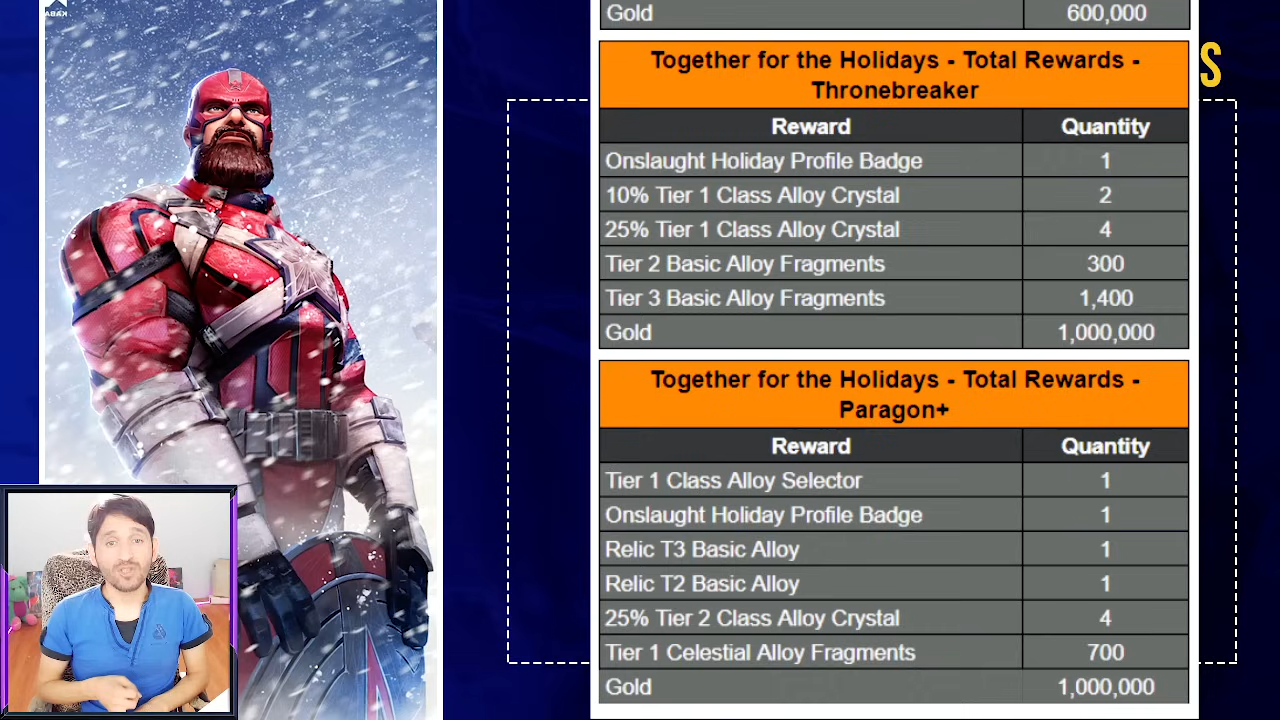 Gold 600,000
S
Together for the Holidays - Total Rewards -
Thronebreaker
Reward Quantity
Onslaught Holiday Profile Badge 1
10% Tier 1 Class Alloy Crystal 2
25% Tier 1 Class Alloy Crystal 4
Tier 2 Basic Alloy Fragments 300
Tier 3 Basic Alloy Fragments 1,400
Gold 1,000,000
Together for the Holidays - Total Rewards -
Paragon+
Reward Quantity
Tier 1 Class Alloy Selector 1
Onslaught Holiday Profile Badge 1
Relic T3 Basic Alloy 1
Relic T2 Basic Alloy 1
25% Tier 2 Class Alloy Crystal 4
Tier 1 Celestial Alloy Fragments 700
Gold 1,000,000